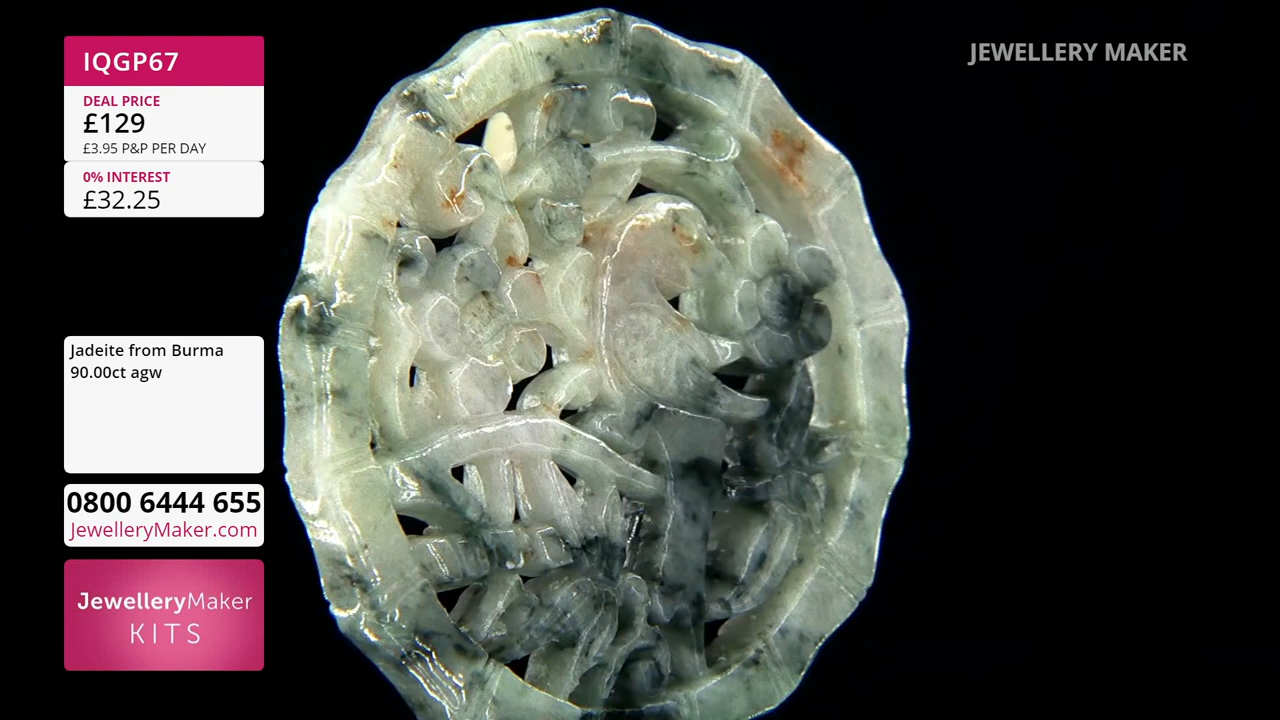 IQGP67
DEAL PRICE
£129
£3.95 P&P PER DAY
0% INTEREST
£32.25
Jadeite from Burma
90.00ct agw
0800 6444 655
JewelleryMaker.com
JewelleryMaker
KITS
JEWELLERY MAKER